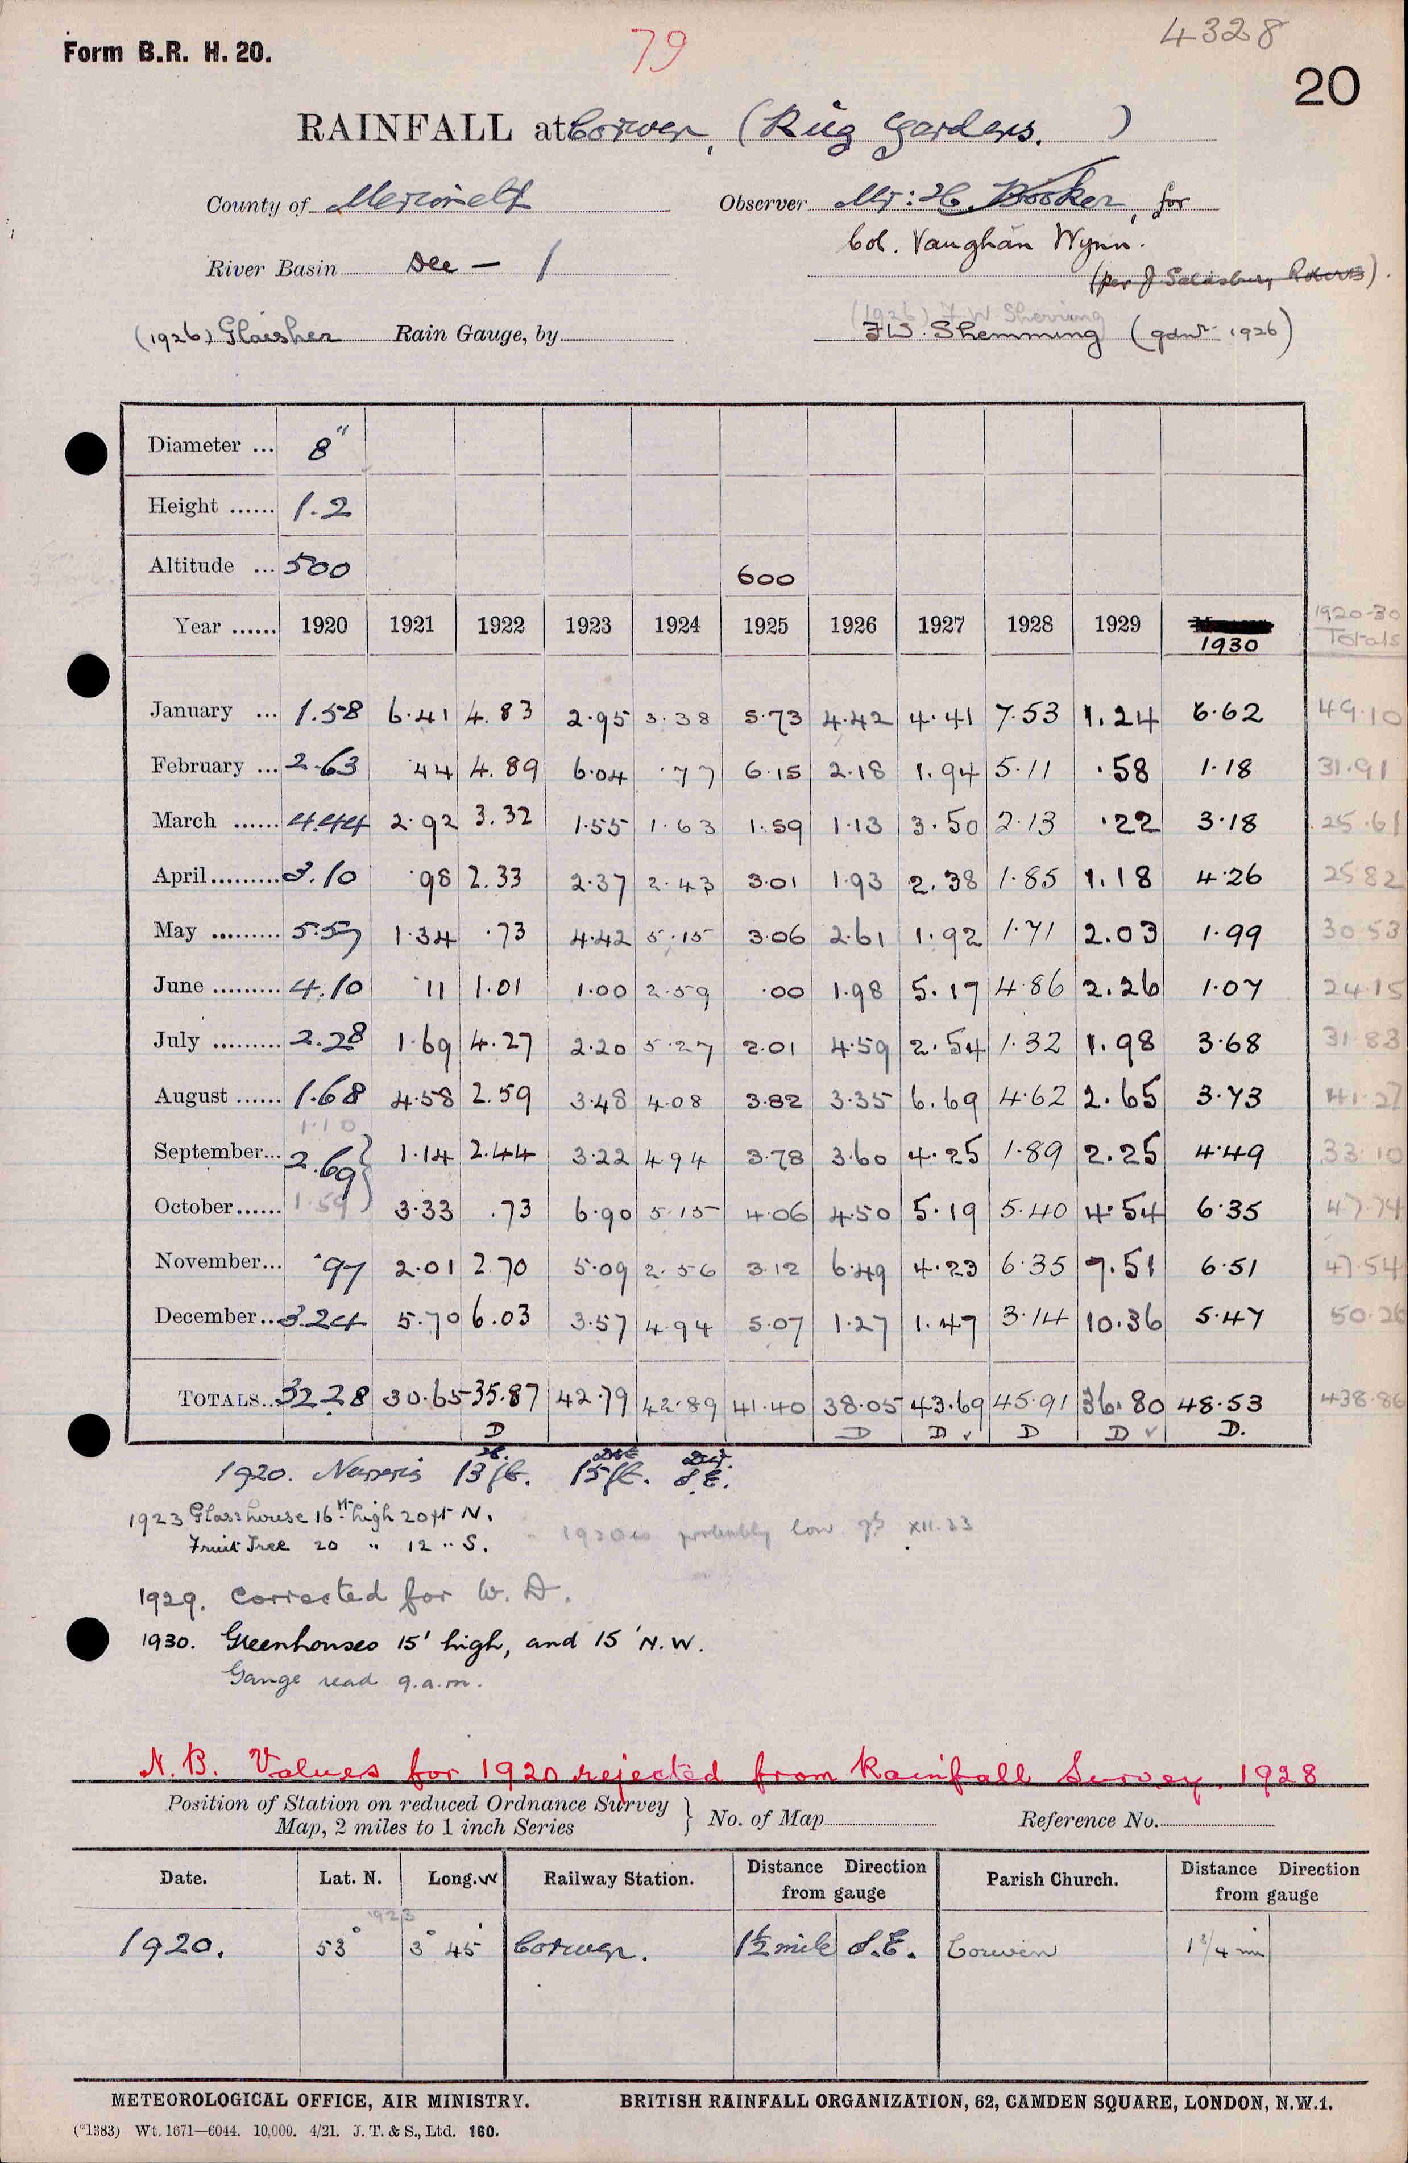 4328
79
Form B.R. H. 20.
20
RAINFALL at Corwen, (Rûg Gardens. )
County of Merioneth Observer Mr: H. Booker, for
Col. Vaughan Wynn.
River Basin Dee — 1
(per J Salisbury Roberts).
(1926) F W Shemming
(1926) Glaisher Rain Gauge, by F W. Shemming (gdnr 1926)
Diameter ... 8"
Height ...... 1.2
Altitude ... 500 600
Year ...... 1920 1921 1922 1923 1924 1925 1926 1927 1928 1929 1930 1920-30 Totals
January ... 1.58 6.41 4.83 2.95 3.38 5.73 4.42 4.41 7.53 1.24 6.62 49.10
February ... 2.63 .44 4.89 6.04 .77 6.15 2.18 1.94 5.11 .58 1.18 31.91
March ...... 4.44 2.92 3.32 1.55 1.63 1.59 1.13 3.50 2.13 .22 3.18 25.61
April ......... 3.10 .98 2.33 2.37 2.43 3.01 1.93 2.38 1.85 1.18 4.26 25.82
May ......... 5.57 1.34 .73 4.42 5.15 3.06 2.61 1.92 1.71 2.03 1.99 30.53
June ......... 4.10 .11 1.01 1.00 2.59 .00 1.98 5.17 4.86 2.26 1.07 24.15
July ......... 2.28 1.69 4.27 2.20 5.27 2.01 4.59 2.54 1.32 1.98 3.68 31.83
August ...... 1.68 4.58 2.59 3.48 4.08 3.82 3.35 6.69 4.62 2.65 3.73 41.27
1.10
September... 2.69 } 1.14 2.44 3.22 4.94 3.78 3.60 4.25 1.89 2.25 4.49 33.10
October...... 1.59 3.33 .73 6.90 5.15 4.06 4.50 5.19 5.40 4.54 6.35 47.74
November... .97 2.01 2.70 5.09 2.56 3.12 6.49 4.23 6.35 7.51 6.51 47.54
December... 3.24 5.70 6.03 3.57 4.94 5.07 1.27 1.47 3.14 10.36 5.47 50.26
TOTALS... 32.28 30.65 35.87 42.79 42.89 41.40 38.05 43.69 45.91 36.80 48.53 438.86
D D D ✓ D D ✓ D.
1920. 13 ft. 15 ft. S.E.
1923 Glasshouse 16 ft high 20 ft N.
Fruit Tree 20 " 12 " S.
1920 is probably low XII.23
1929. Corrected for W. D.
1930. Greenhouses 15' high, and 15' N.W.
Gauge read 9.a.m.
N.B. Values for 1920 rejected from Rainfall Survey. 1928
Position of Station on reduced Ordnance Survey
Map, 2 miles to 1 inch Series } No. of Map Reference No.
Date. Lat. N. Long. W Railway Station. Distance Direction from gauge Parish Church. Distance Direction from gauge
1923
1920. 53° 3° 45' Corwen. 1½ mile S.E. Corwen 1 3/4 mi
METEOROLOGICAL OFFICE, AIR MINISTRY. BRITISH RAINFALL ORGANIZATION, 62, CAMDEN SQUARE, LONDON, N.W.1.
(*1383) Wt. 1671—6044. 10,000. 4/21. J. T. & S., Ltd. 160.